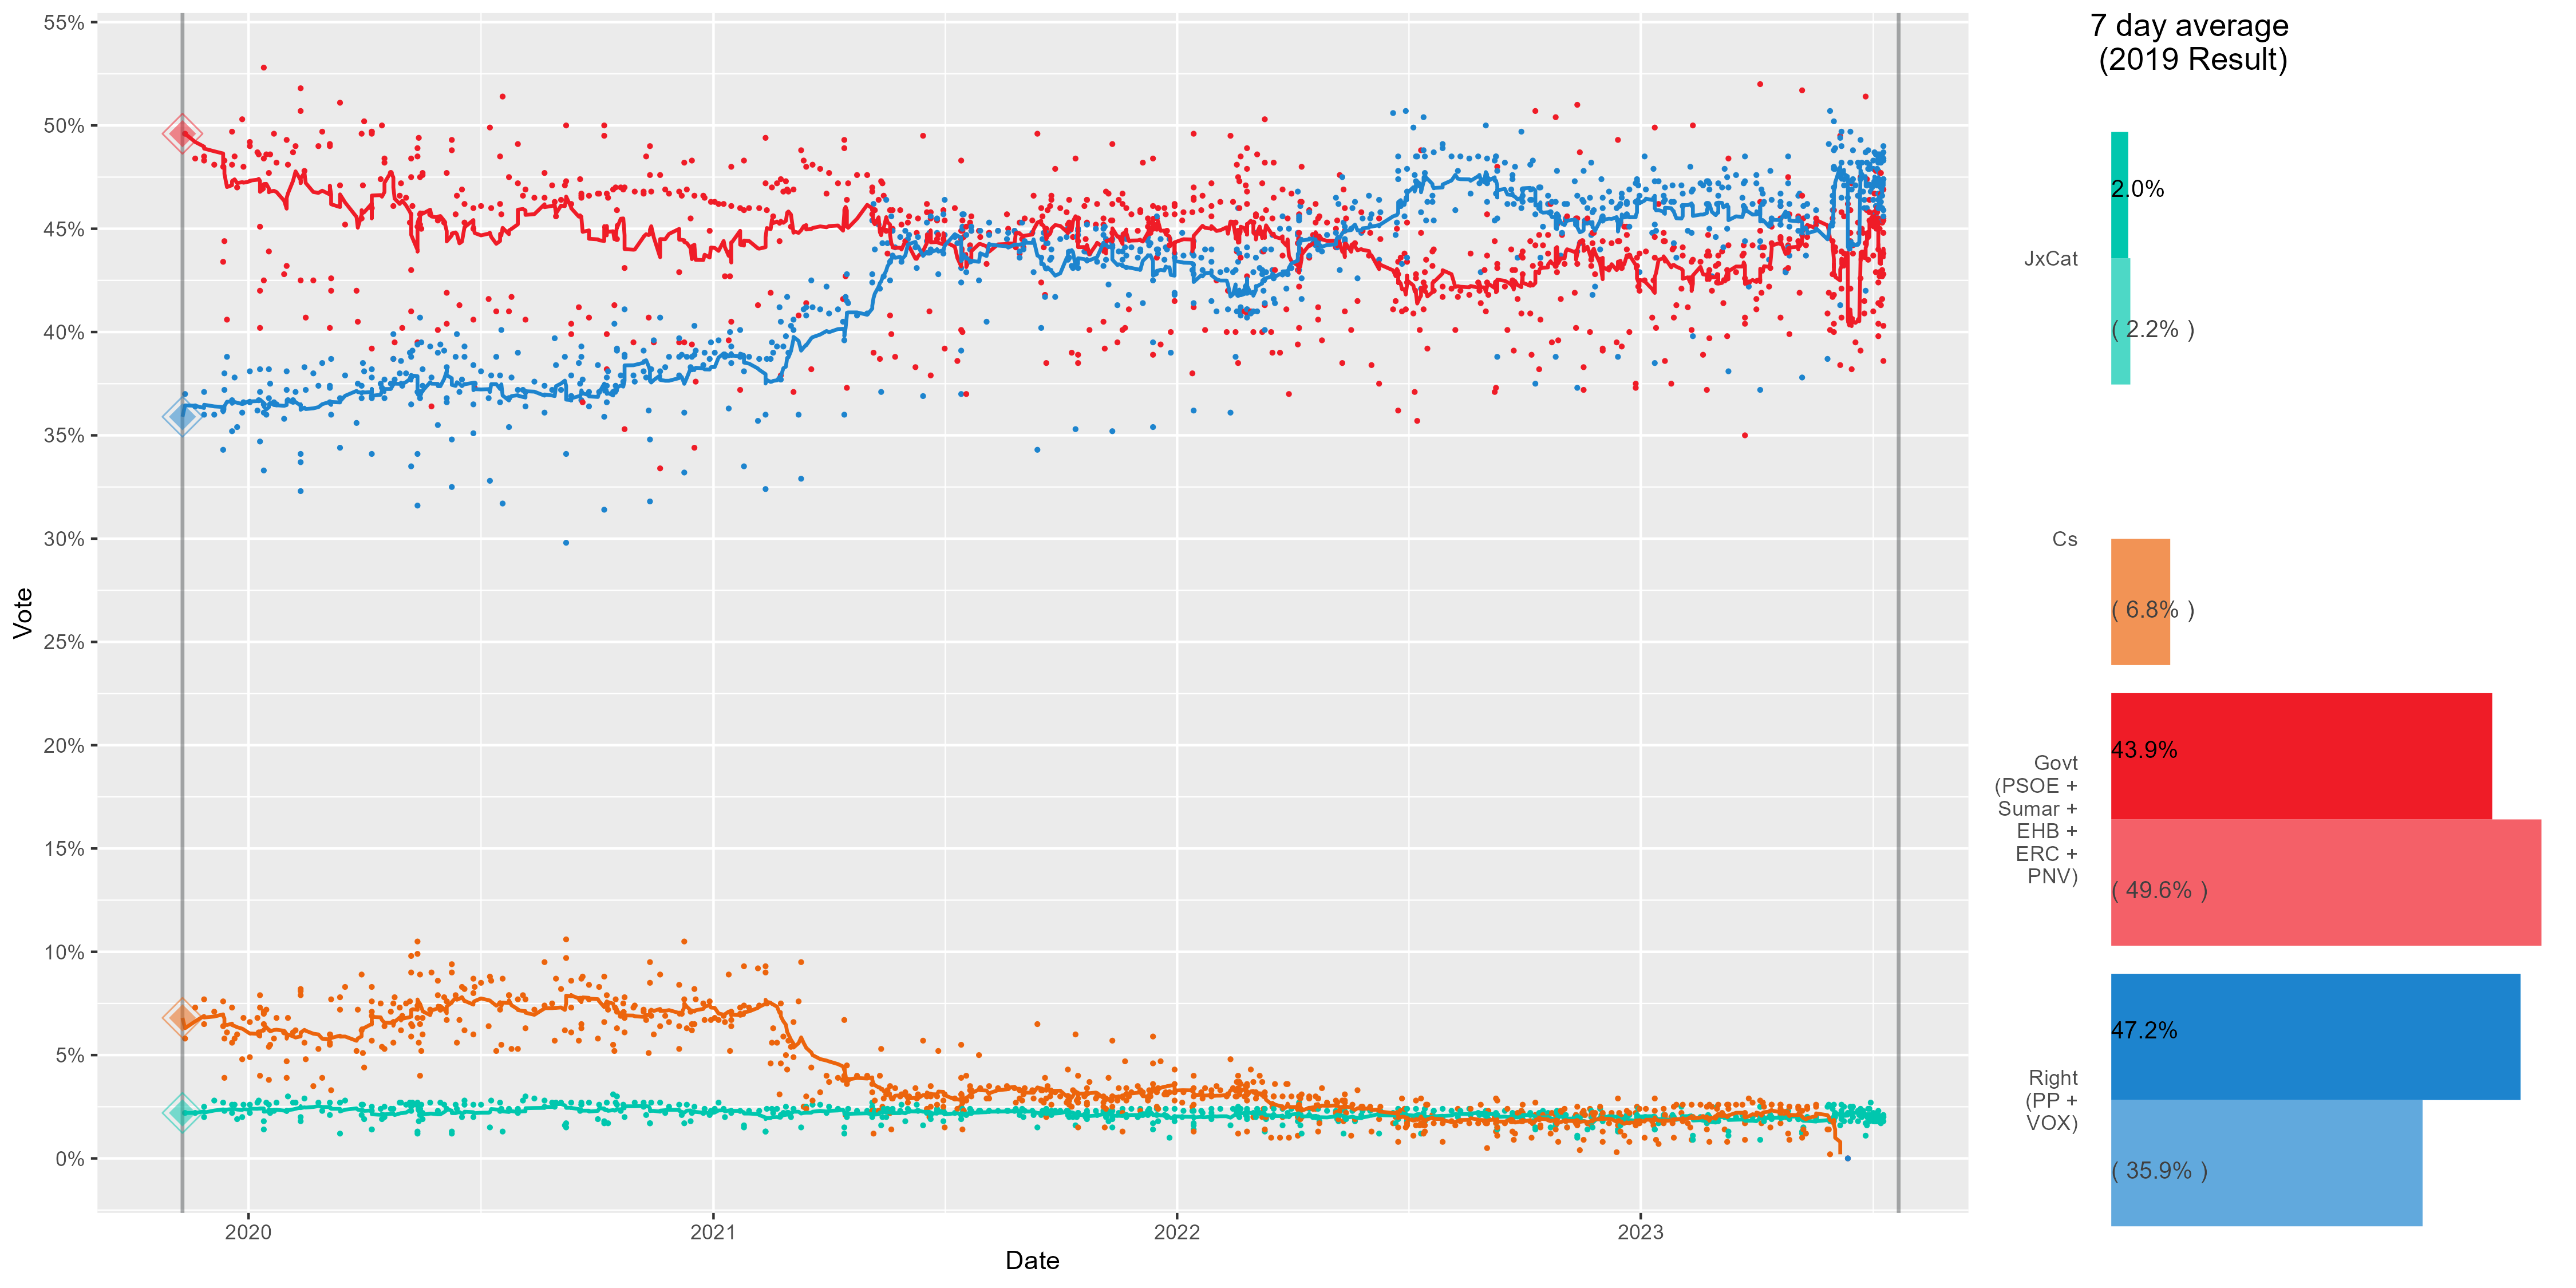 55%
50%
45%
40%
35%
30%
25%
20%
15%
10%
5%
0%
Vote
2020
2021
2022
2023
Date
7 day average
(2019 Result)
JxCat
2.0%
( 2.2% )
Cs
( 6.8% )
Govt
(PSOE +
Sumar +
EHB +
ERC +
PNV)
43.9%
( 49.6% )
Right
(PP +
VOX)
47.2%
( 35.9% )